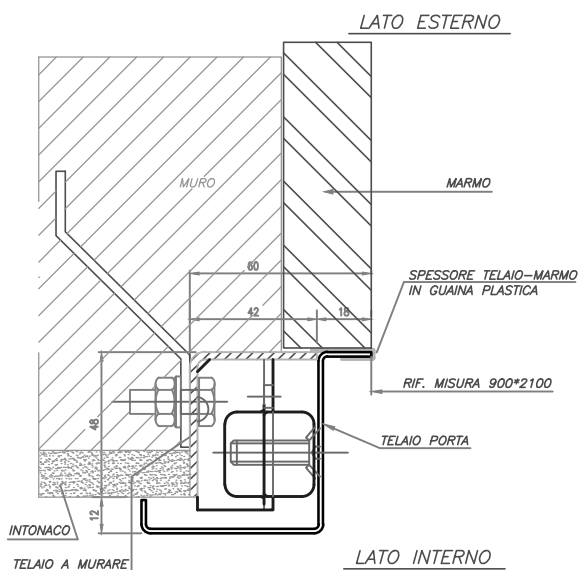 LATO ESTERNO
MURO
MARMO
60
SPESSORE TELAIO-MARMO
IN GUAINA PLASTICA
42
18
RIF. MISURA 900*2100
48
TELAIO PORTA
12
INTONACO
TELAIO A MURARE
LATO INTERNO